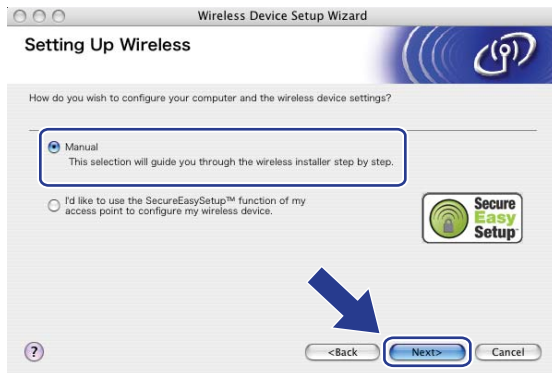 Wireless Device Setup Wizard
Setting Up Wireless
How do you wish to configure your computer and the wireless device settings?
Manual
This selection will guide you through the wireless installer step by step.
I'd like to use the SecureEasySetup™ function of my
access point to configure my wireless device.
Secure
Easy
Setup
?
<Back
Next>
Cancel